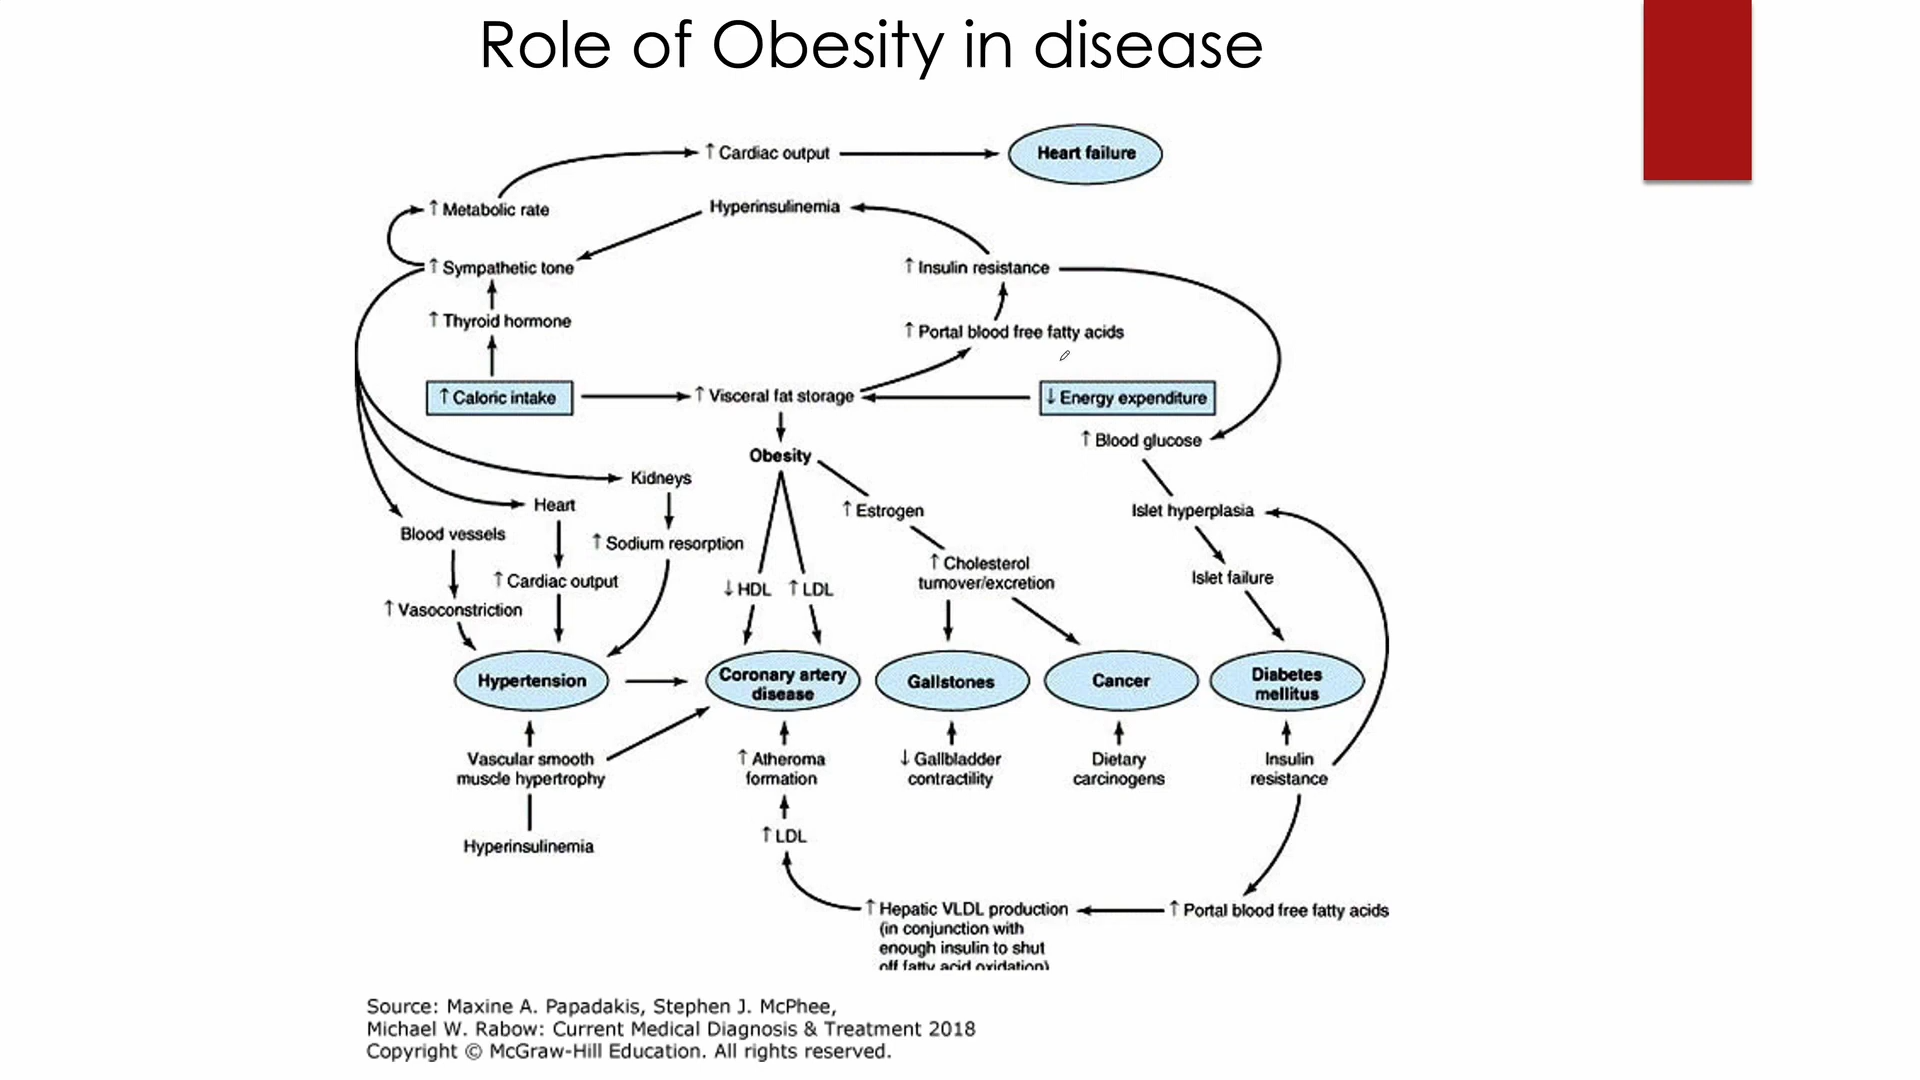 Role of Obesity in disease
↑ Cardiac output
Heart failure
↑ Metabolic rate
Hyperinsulinemia
↑ Sympathetic tone
↑ Insulin resistance
↑ Thyroid hormone
↑ Portal blood free fatty acids
↑ Caloric intake
↑ Visceral fat storage
↓ Energy expenditure
↑ Blood glucose
Obesity
Kidneys
Heart
↑ Estrogen
Islet hyperplasia
Blood vessels
↑ Sodium resorption
↑ Cholesterol
turnover/excretion
Islet failure
↑ Cardiac output
↓ HDL
↑ LDL
↑ Vasoconstriction
Hypertension
Coronary artery
disease
Gallstones
Cancer
Diabetes
mellitus
Vascular smooth
muscle hypertrophy
↑ Atheroma
formation
↓ Gallbladder
contractility
Dietary
carcinogens
Insulin
resistance
Hyperinsulinemia
↑ LDL
↑ Hepatic VLDL production
(in conjunction with
enough insulin to shut
off fatty acid oxidation)
↑ Portal blood free fatty acids
Source: Maxine A. Papadakis, Stephen J. McPhee,
Michael W. Rabow: Current Medical Diagnosis & Treatment 2018
Copyright © McGraw-Hill Education. All rights reserved.